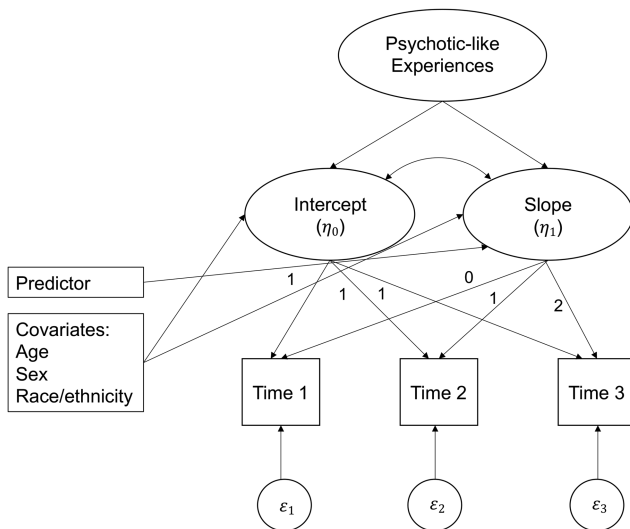 Psychotic-like
Experiences
Intercept
(η₀)
Slope
(η₁)
Predictor
Covariates:
Age
Sex
Race/ethnicity
1
1
1
0
1
2
Time 1
Time 2
Time 3
ε₁
ε₂
ε₃